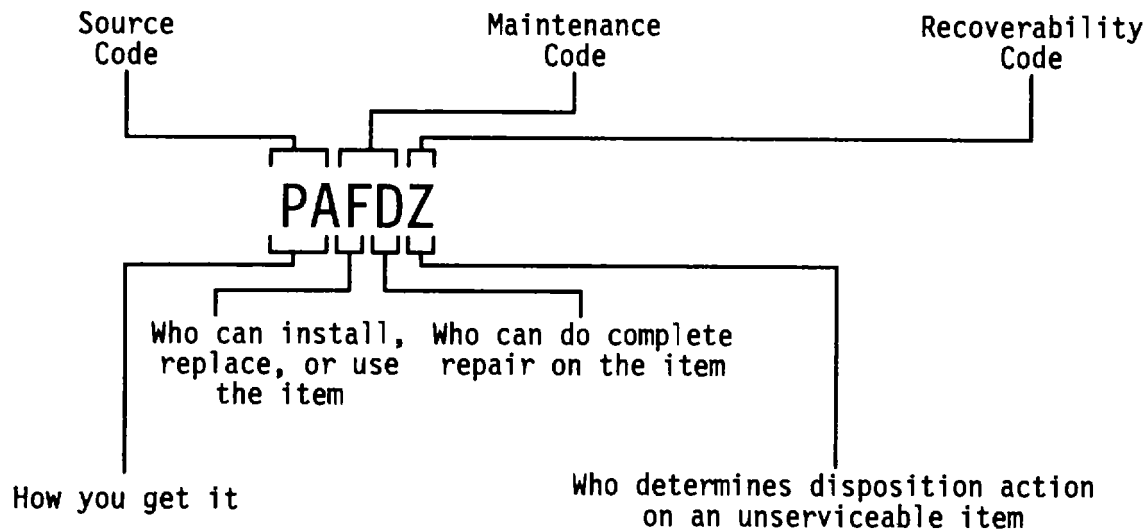 Source
Code
Maintenance
Code
Recoverability
Code
PAFDZ
Who can install,
replace, or use
the item
Who can do complete
repair on the item
How you get it
Who determines disposition action
on an unserviceable item